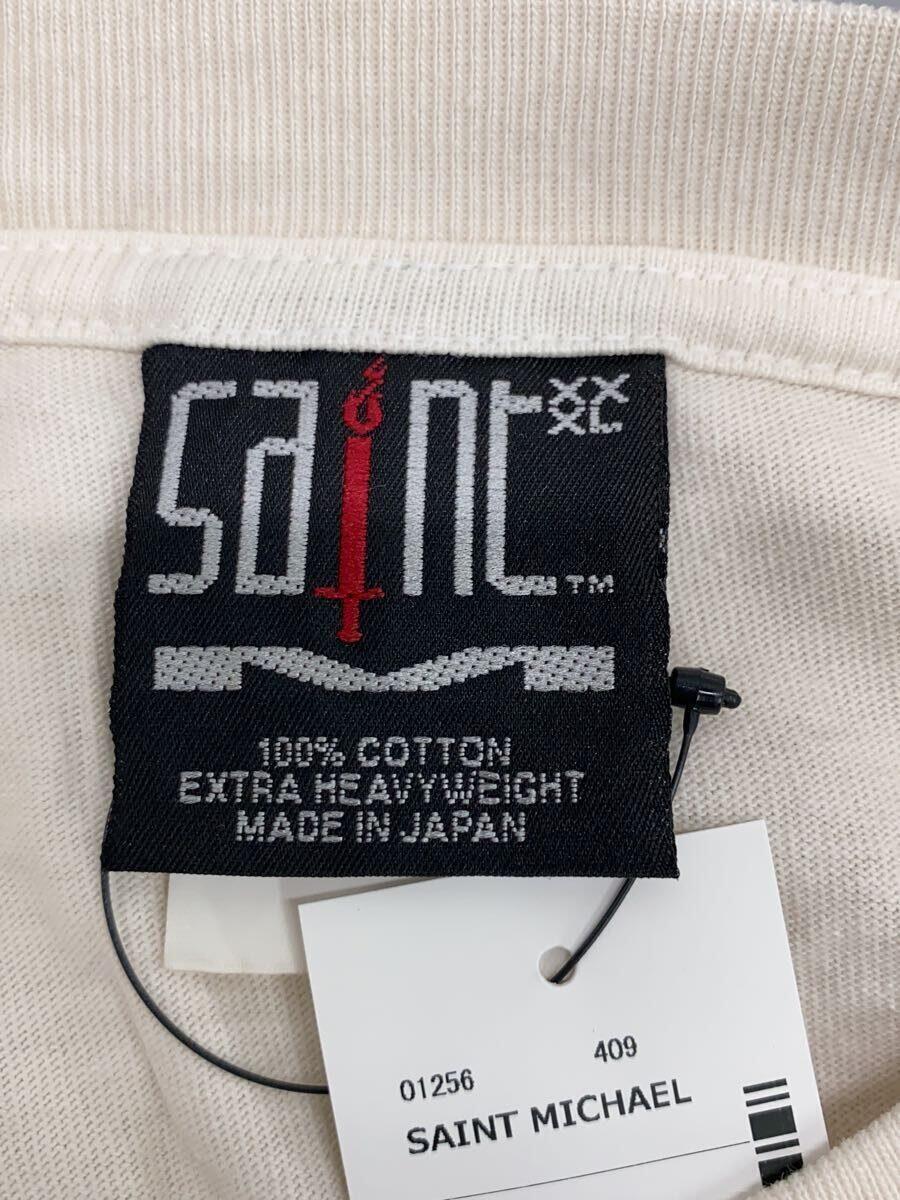 saint XX
XL
TM
100% COTTON
EXTRA HEAVYWEIGHT
MADE IN JAPAN
01256 409
SAINT MICHAEL